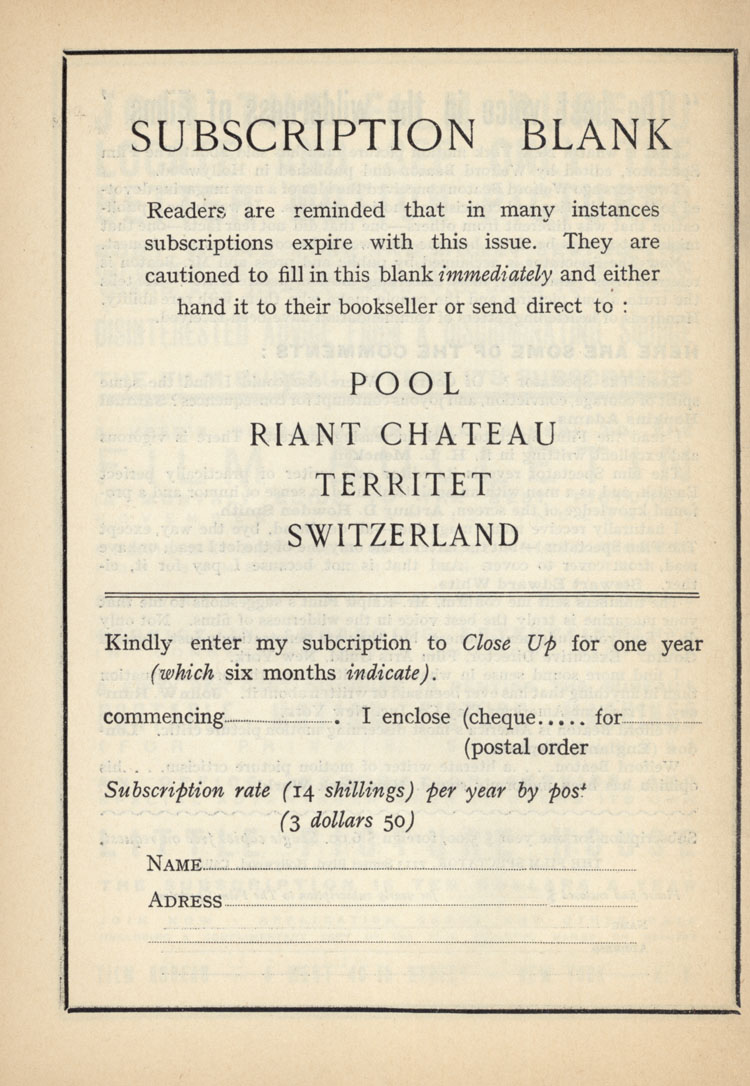 SUBSCRIPTION BLANK
Readers are reminded that in many instances
subscriptions expire with this issue. They are
cautioned to fill in this blank immediately and either
hand it to their bookseller or send direct to :
POOL
RIANT CHATEAU
TERRITET
SWITZERLAND
Kindly enter my subcription to Close Up for one year
(which six months indicate).
commencing.................... . I enclose (cheque..... for....................
(postal order
Subscription rate (14 shillings) per year by post
(3 dollars 50)
NAME....................
ADRESS....................